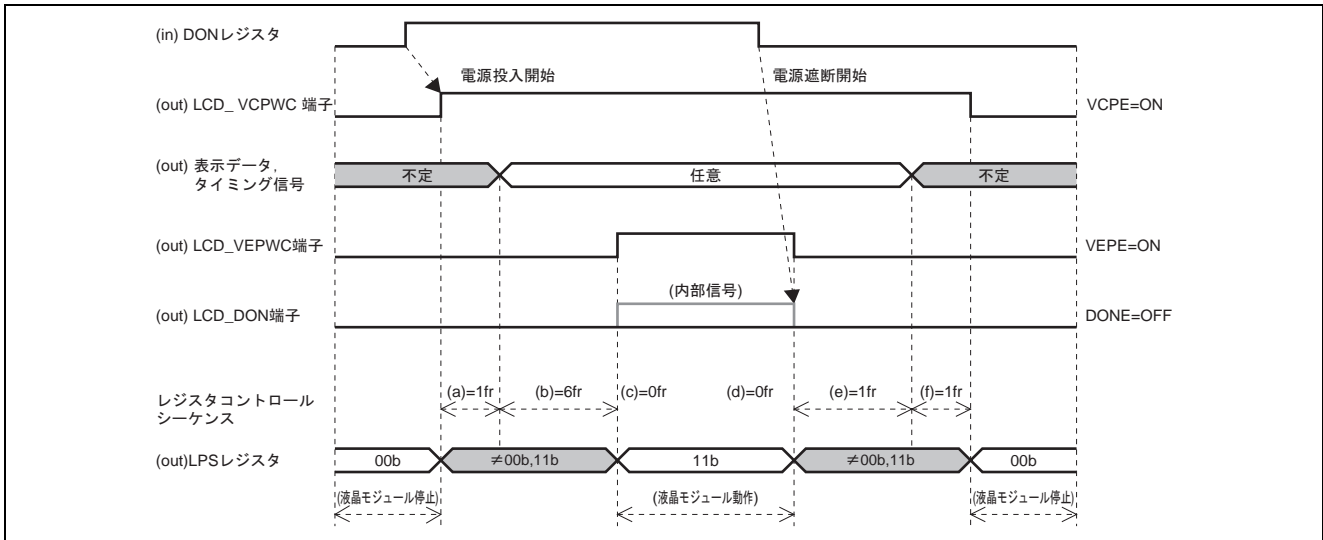 (in) DONレジスタ
電源投入開始
電源遮断開始
(out) LCD_ VCPWC 端子
VCPE=ON
(out) 表示データ,
タイミング信号
不定
任意
不定
(out) LCD_VEPWC端子
VEPE=ON
(内部信号)
(out) LCD_DON端子
DONE=OFF
レジスタコントロール
シーケンス
(a)=1fr
(b)=6fr
(c)=0fr
(d)=0fr
(e)=1fr
(f)=1fr
(out)LPSレジスタ
00b
≠00b,11b
11b
≠00b,11b
00b
(液晶モジュール停止)
(液晶モジュール動作)
(液晶モジュール停止)